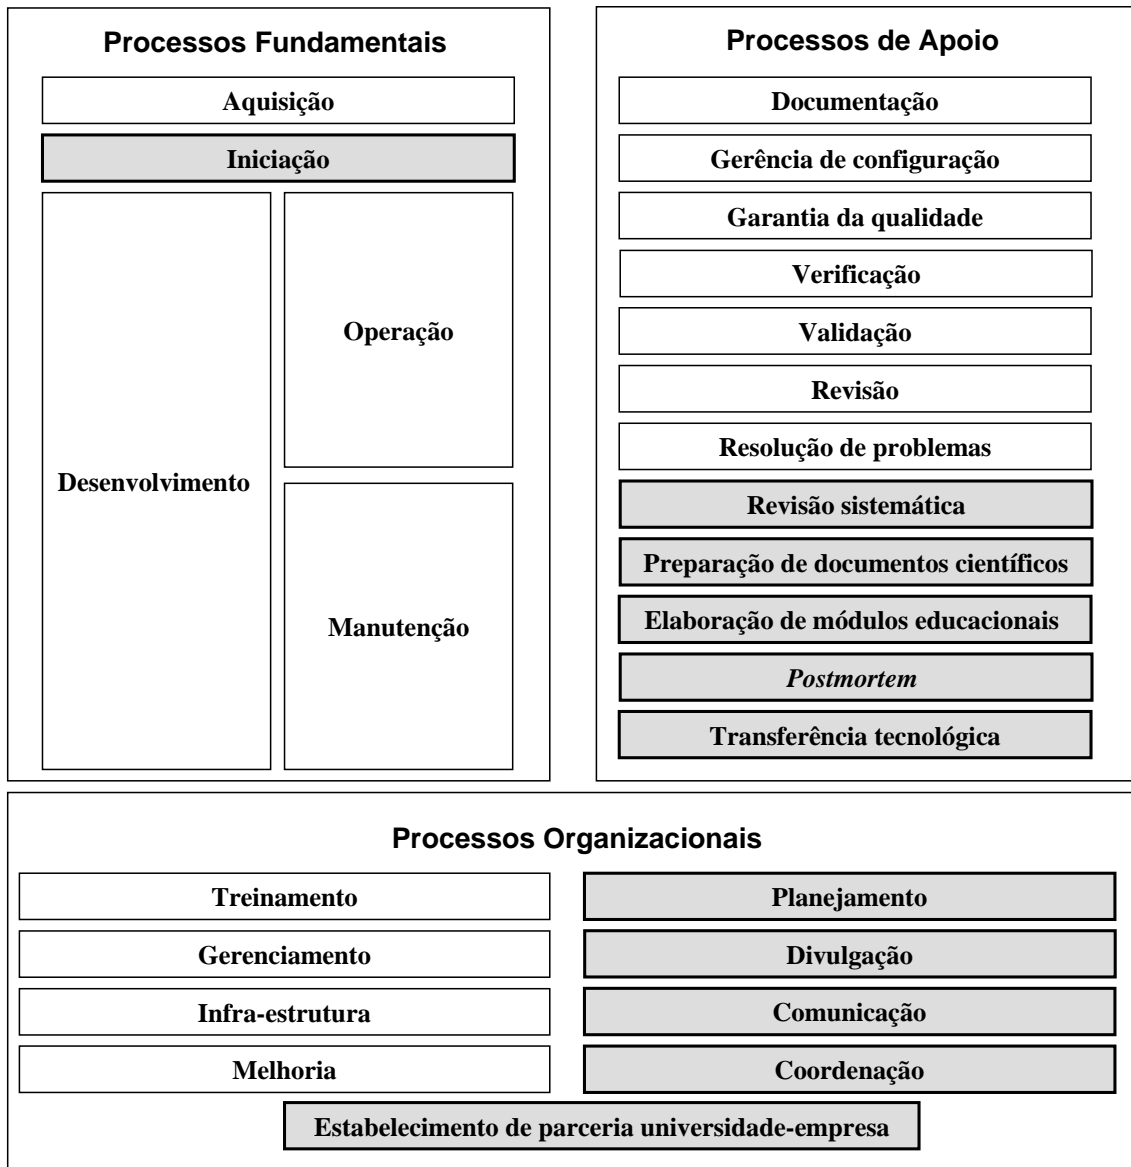 Processos Fundamentais
Aquisição
Iniciação
Desenvolvimento
Operação
Manutenção
Processos de Apoio
Documentação
Gerência de configuração
Garantia da qualidade
Verificação
Validação
Revisão
Resolução de problemas
Revisão sistemática
Preparação de documentos científicos
Elaboração de módulos educacionais
Postmortem
Transferência tecnológica
Processos Organizacionais
Treinamento
Gerenciamento
Infra-estrutura
Melhoria
Planejamento
Divulgação
Comunicação
Coordenação
Estabelecimento de parceria universidade-empresa